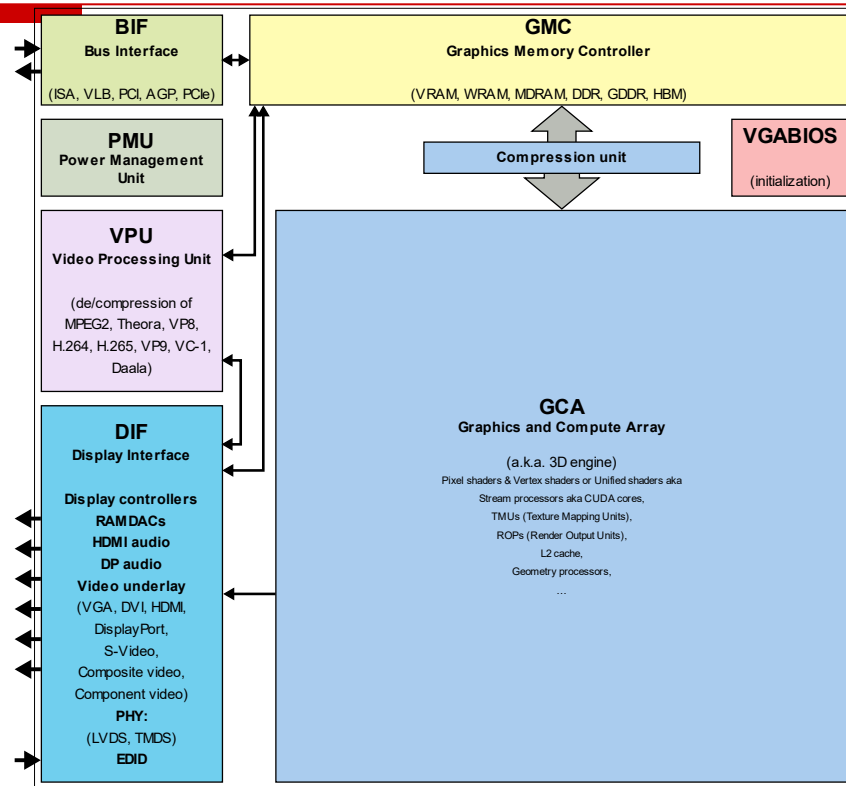 BIF
Bus Interface
(ISA, VLB, PCI, AGP, PCIe)
GMC
Graphics Memory Controller
(VRAM, WRAM, MDRAM, DDR, GDDR, HBM)
PMU
Power Management
Unit
Compression unit
VGABIOS
(initialization)
VPU
Video Processing Unit
(de/compression of
MPEG2, Theora, VP8,
H.264, H.265, VP9, VC-1,
Daala)
DIF
Display Interface
Display controllers
RAMDACs
HDMI audio
DP audio
Video underlay
(VGA, DVI, HDMI,
DisplayPort,
S-Video,
Composite video,
Component video)
PHY:
(LVDS, TMDS)
EDID
GCA
Graphics and Compute Array
(a.k.a. 3D engine)
Pixel shaders & Vertex shaders or Unified shaders aka
Stream processors aka CUDA cores,
TMUs (Texture Mapping Units),
ROPs (Render Output Units),
L2 cache,
Geometry processors,
...